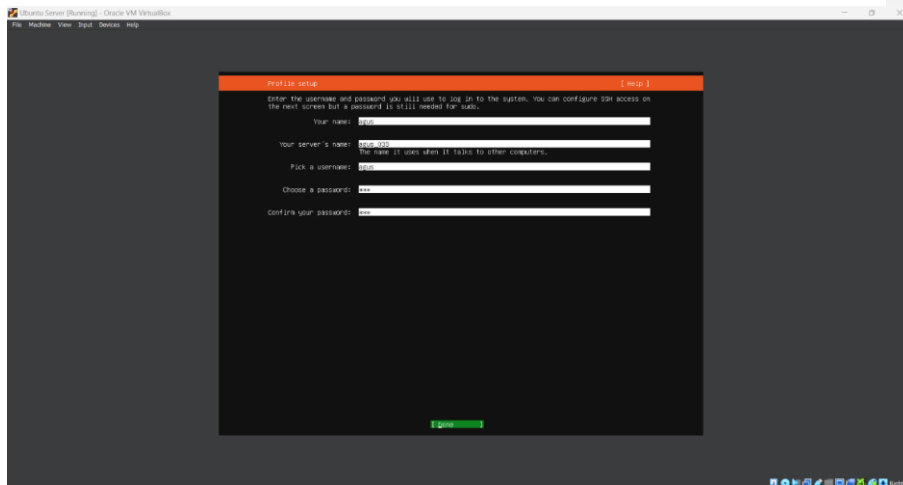 Ubuntu Server [Running] - Oracle VM VirtualBox
File Machine View Input Devices Help
Profile setup [ Help ]
Enter the username and password you will use to log in to the system. You can configure SSH access on
the next screen but a password is still needed for sudo.
Your name: agus
Your server's name: agus_033
The name it uses when it talks to other computers.
Pick a username: agus
Choose a password: ***
Confirm your password: ***
[ Done ]